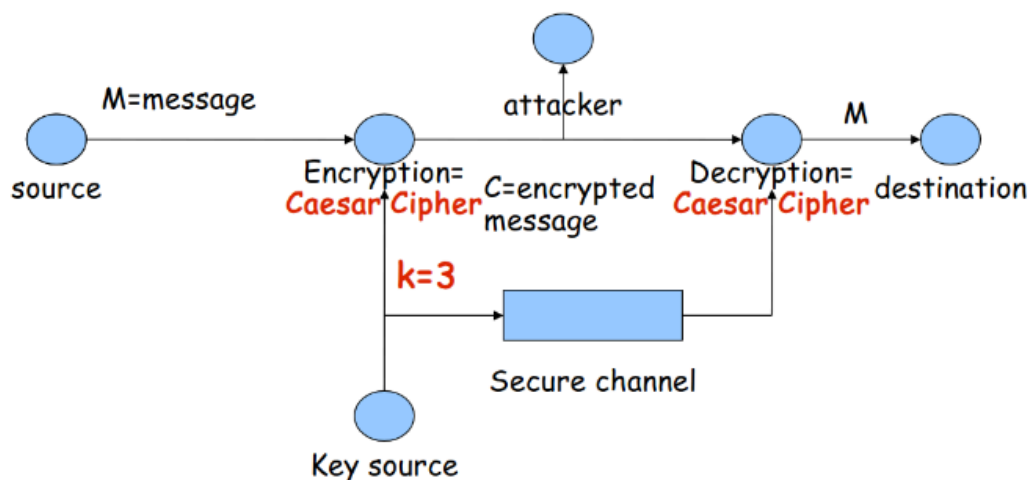 M=message
attacker
M
source
Encryption=
Caesar Cipher
C=encrypted
message
Decryption=
Caesar Cipher
destination
k=3
Secure channel
Key source